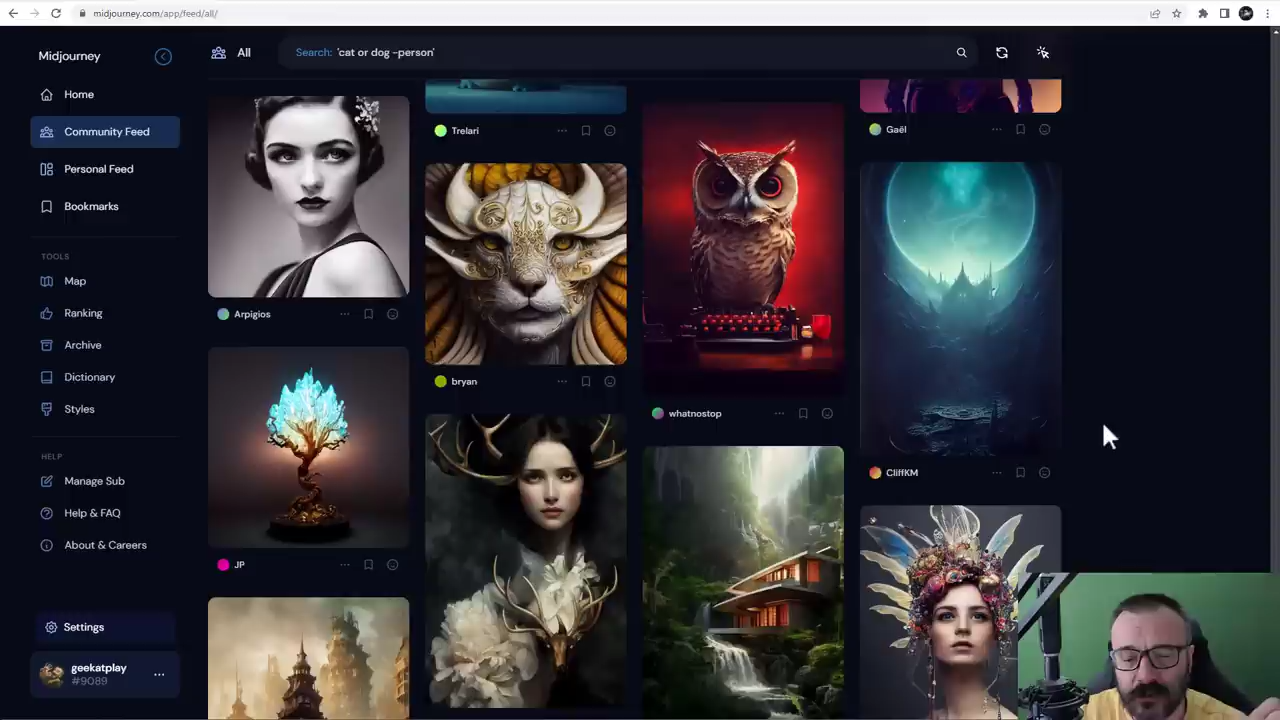 midjourney.com/app/feed/all/
Midjourney
All
Search: 'cat or dog -person'
Home
Community Feed
Personal Feed
Bookmarks
TOOLS
Map
Ranking
Archive
Dictionary
Styles
HELP
Manage Sub
Help & FAQ
About & Careers
Settings
geekatplay
#9089
Arpigios
JP
Trelari
bryan
whatnostop
Gaël
CliffKM